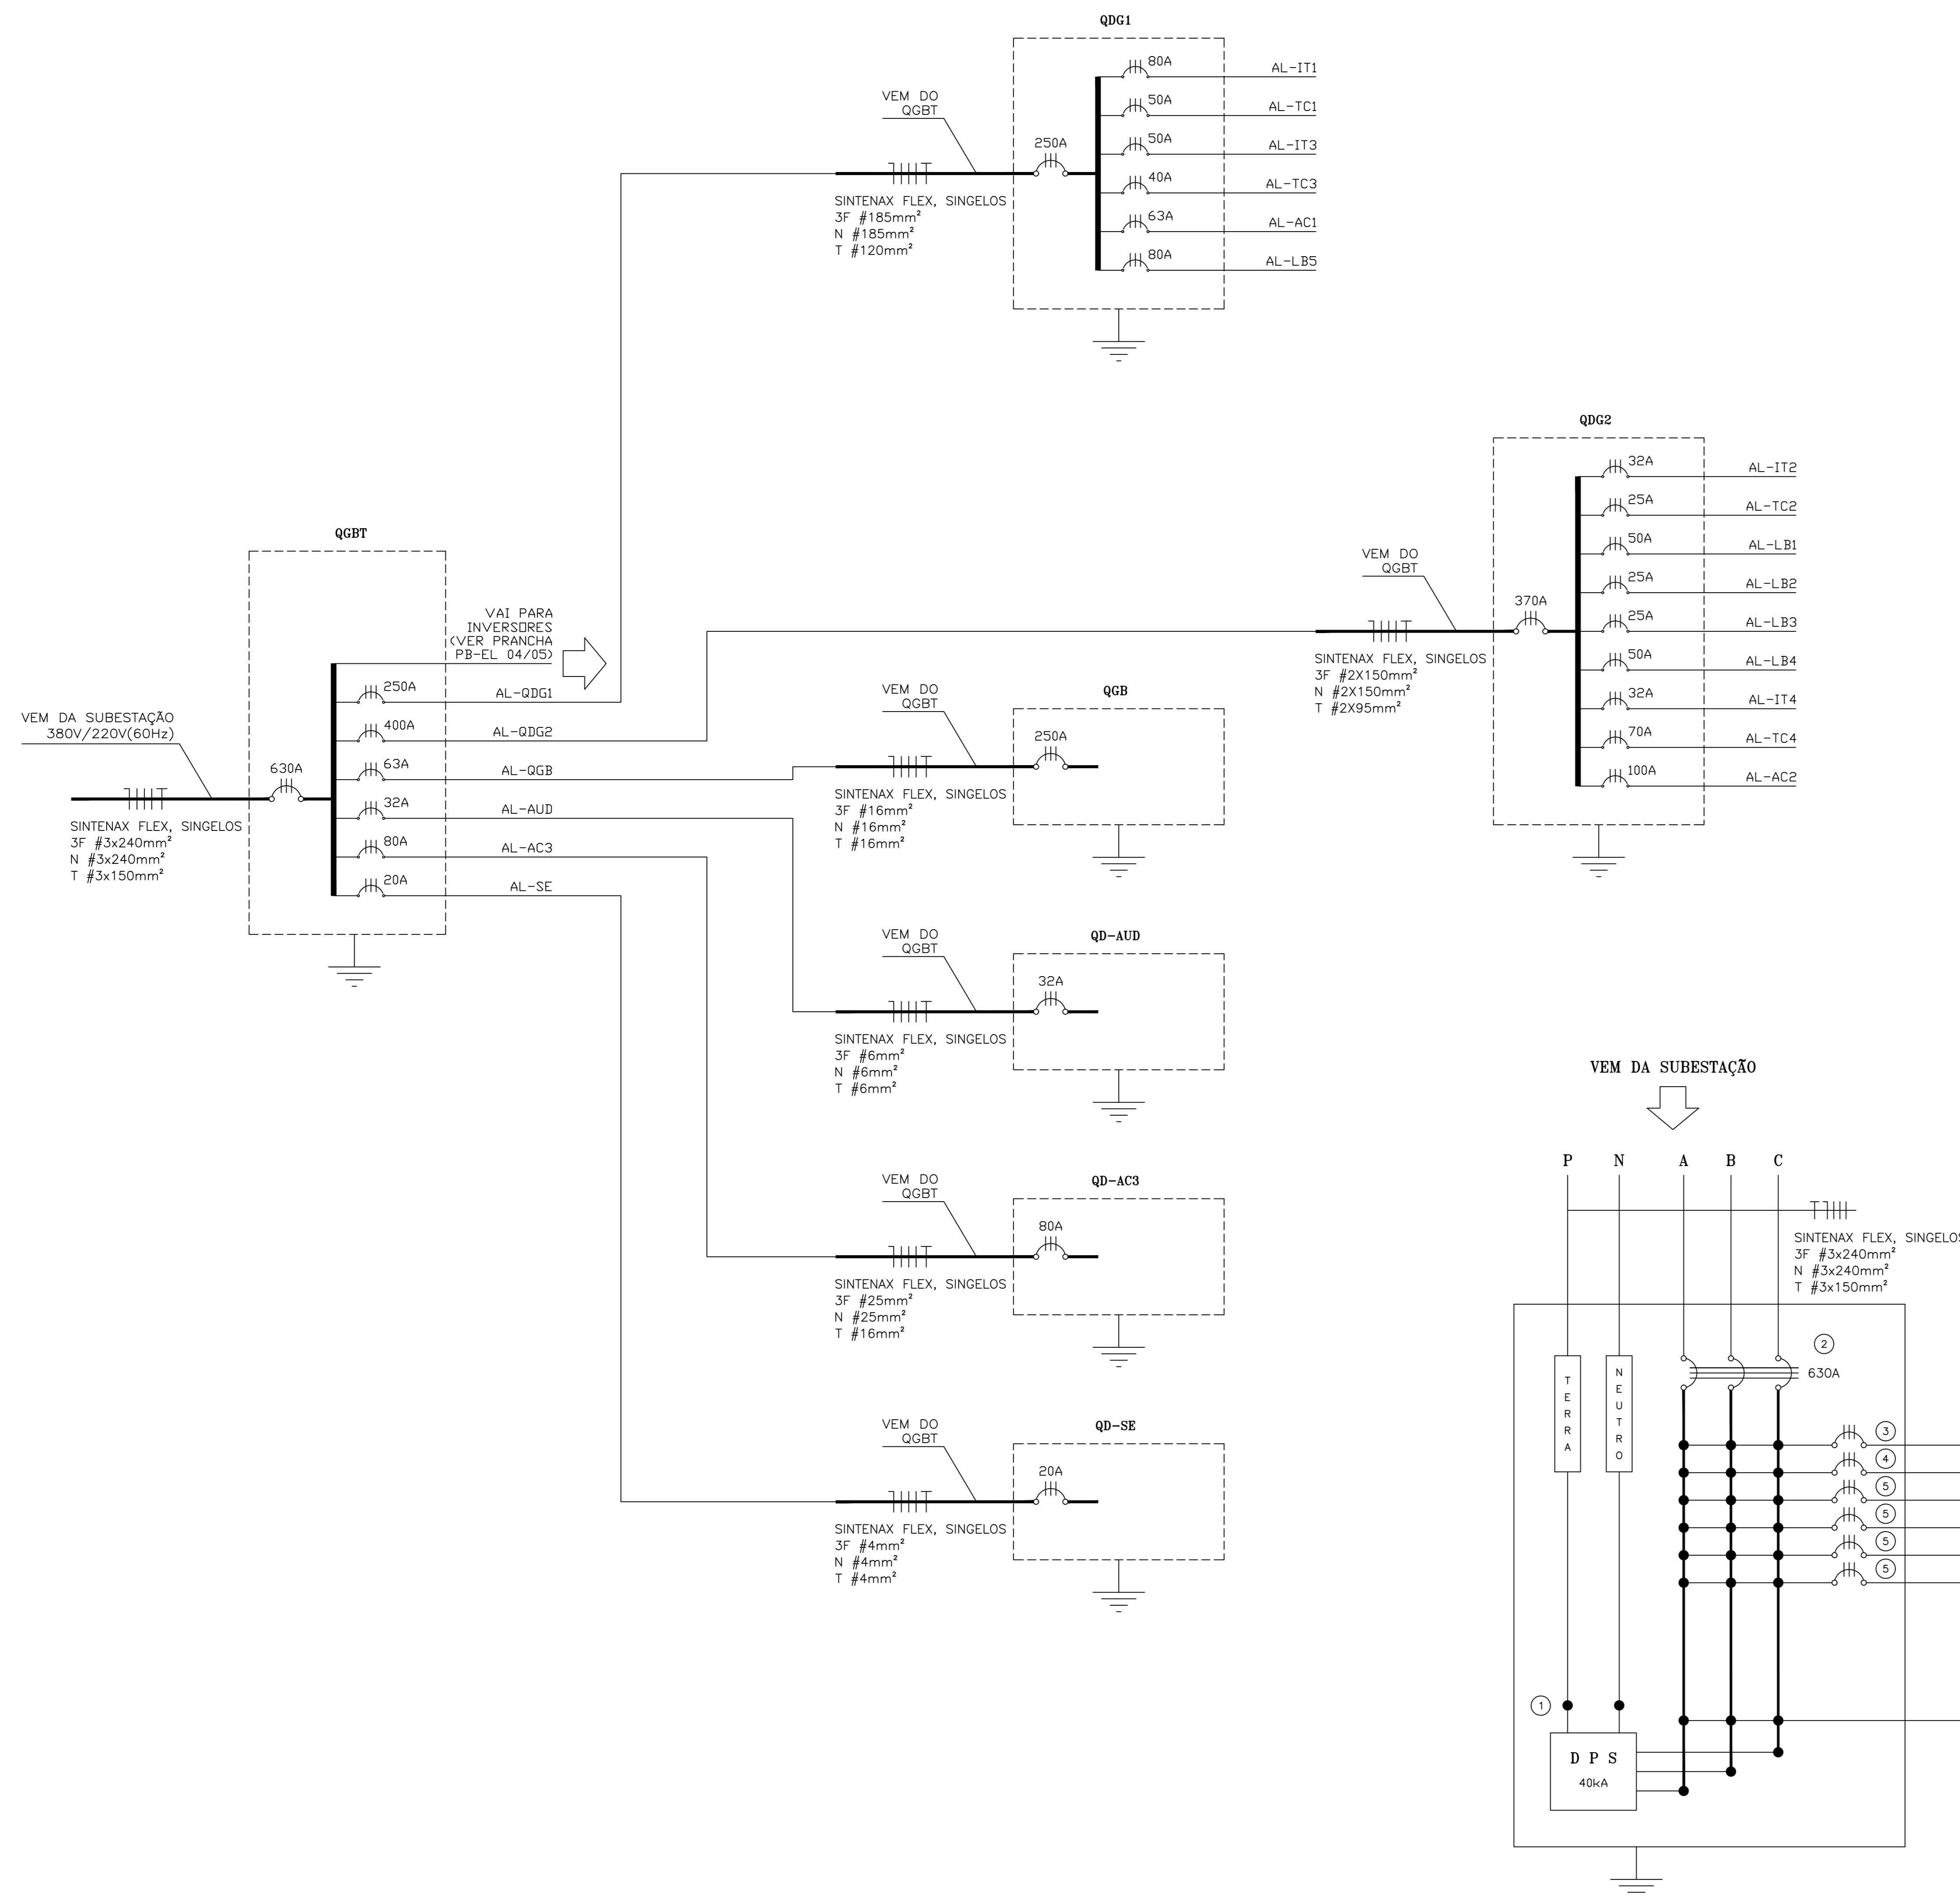 QDG1
80A
AL-IT1
50A
AL-TC1
50A
AL-IT3
40A
AL-TC3
63A
AL-AC1
80A
AL-LB5
250A
VEM DO
QGBT
SINTENAX FLEX, SINGELOS
3F #185mm²
N #185mm²
T #120mm²
QDG2
32A
AL-IT2
25A
AL-TC2
50A
AL-LB1
25A
AL-LB2
25A
AL-LB3
50A
AL-LB4
32A
AL-IT4
70A
AL-TC4
100A
AL-AC2
370A
VEM DO
QGBT
SINTENAX FLEX, SINGELOS
3F #2X150mm²
N #2X150mm²
T #2X95mm²
QGBT
VAI PARA
INVERSORES
(VER PRANCHA
PB-EL 04/05)
250A
AL-QDG1
400A
AL-QDG2
63A
AL-QGB
32A
AL-AUD
80A
AL-AC3
20A
AL-SE
630A
VEM DA SUBESTAÇÃO
380V/220V(60Hz)
SINTENAX FLEX, SINGELOS
3F #3x240mm²
N #3x240mm²
T #3x150mm²
QGB
VEM DO
QGBT
250A
SINTENAX FLEX, SINGELOS
3F #16mm²
N #16mm²
T #16mm²
QD-AUD
VEM DO
QGBT
32A
SINTENAX FLEX, SINGELOS
3F #6mm²
N #6mm²
T #6mm²
QD-AC3
VEM DO
QGBT
80A
SINTENAX FLEX, SINGELOS
3F #25mm²
N #25mm²
T #16mm²
QD-SE
VEM DO
QGBT
20A
SINTENAX FLEX, SINGELOS
3F #4mm²
N #4mm²
T #4mm²
VEM DA SUBESTAÇÃO
P N A B C
SINTENAX FLEX, SINGELOS
3F #3x240mm²
N #3x240mm²
T #3x150mm²
2
630A
TERRA
NEUTRO
3
4
5
5
5
5
1
D P S
40kA